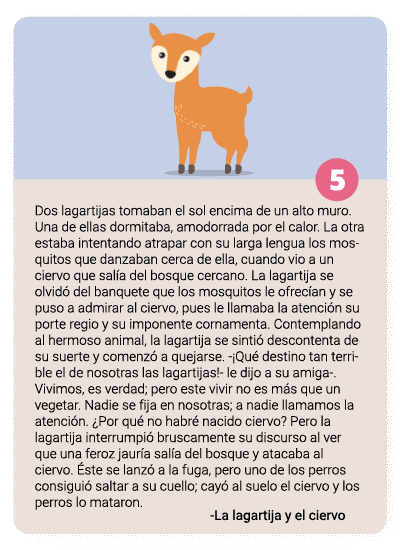 5
Dos lagartijas tomaban el sol encima de un alto muro.
Una de ellas dormitaba, amodorrada por el calor. La otra
estaba intentando atrapar con su larga lengua los mos-
quitos que danzaban cerca de ella, cuando vio a un
ciervo que salía del bosque cercano. La lagartija se
olvidó del banquete que los mosquitos le ofrecían y se
puso a admirar al ciervo, pues le llamaba la atención su
porte regio y su imponente cornamenta. Contemplando
al hermoso animal, la lagartija se sintió descontenta de
su suerte y comenzó a quejarse. -¡Qué destino tan terri-
ble el de nosotras las lagartijas!- le dijo a su amiga-.
Vivimos, es verdad; pero este vivir no es más que un
vegetar. Nadie se fija en nosotras; a nadie llamamos la
atención. ¿Por qué no habré nacido ciervo? Pero la
lagartija interrumpió bruscamente su discurso al ver
que una feroz jauría salía del bosque y atacaba al
ciervo. Éste se lanzó a la fuga, pero uno de los perros
consiguió saltar a su cuello; cayó al suelo el ciervo y los
perros lo mataron.
-La lagartija y el ciervo